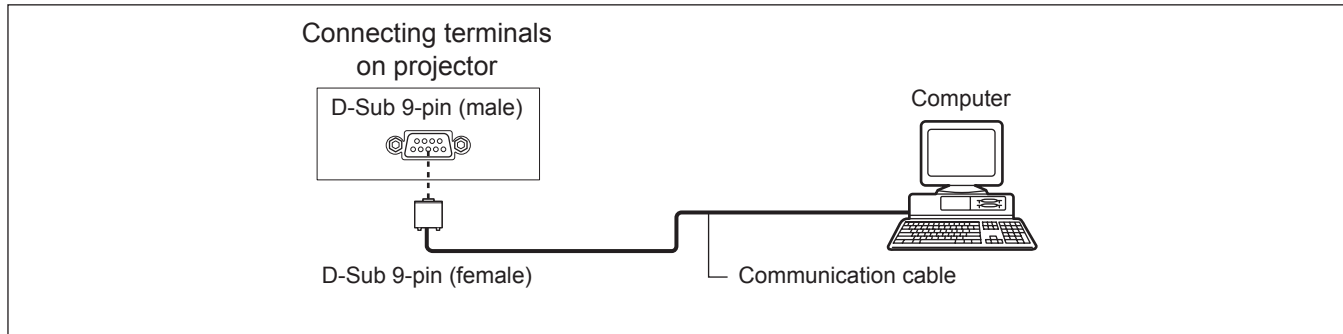 Connecting terminals
on projector
D-Sub 9-pin (male)
Computer
D-Sub 9-pin (female)
Communication cable